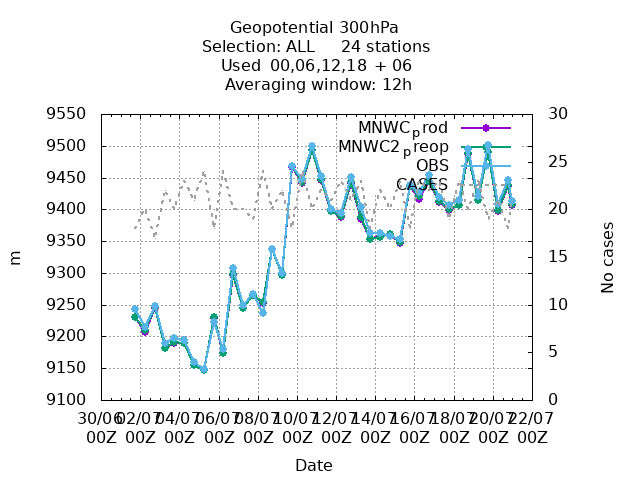 Geopotential 300hPa
Selection: ALL 24 stations
Used 00,06,12,18 + 06
Averaging window: 12h
9550
9500
9450
9400
9350
9300
9250
9200
9150
9100
m
30
25
20
15
10
5
0
No cases
MNWC_prod
MNWC2_preop
OBS
CASES
30/06 02/07 04/07 06/07 08/07 10/07 12/07 14/07 16/07 18/07 20/07 22/07
00Z 00Z 00Z 00Z 00Z 00Z 00Z 00Z 00Z 00Z 00Z 00Z
Date